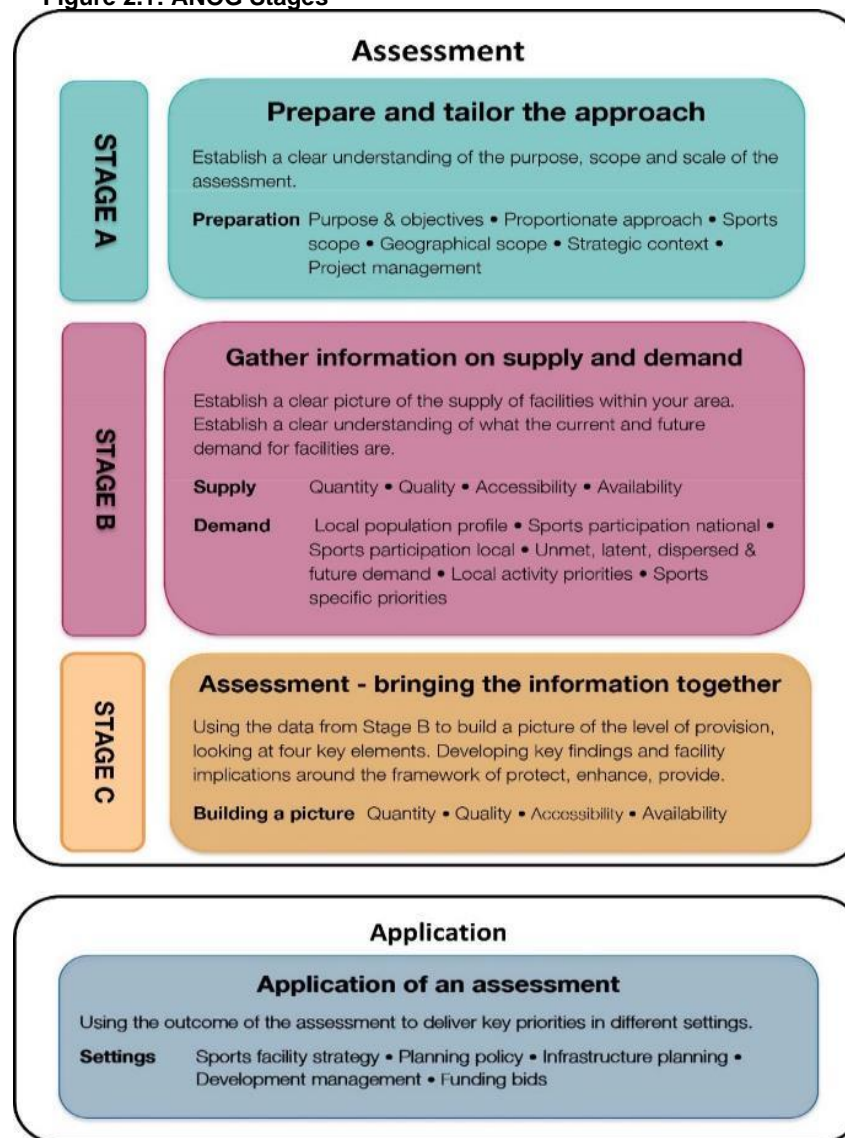 Figure 2.1: ANOG Stages
Assessment
STAGE A
Prepare and tailor the approach
Establish a clear understanding of the purpose, scope and scale of the
assessment.
Preparation Purpose & objectives • Proportionate approach • Sports
scope • Geographical scope • Strategic context •
Project management
STAGE B
Gather information on supply and demand
Establish a clear picture of the supply of facilities within your area.
Establish a clear understanding of what the current and future
demand for facilities are.
Supply Quantity • Quality • Accessibility • Availability
Demand Local population profile • Sports participation national •
Sports participation local • Unmet, latent, dispersed &
future demand • Local activity priorities • Sports
specific priorities
STAGE C
Assessment - bringing the information together
Using the data from Stage B to build a picture of the level of provision,
looking at four key elements. Developing key findings and facility
implications around the framework of protect, enhance, provide.
Building a picture Quantity • Quality • Accessibility • Availability
Application
Application of an assessment
Using the outcome of the assessment to deliver key priorities in different settings.
Settings Sports facility strategy • Planning policy • Infrastructure planning •
Development management • Funding bids